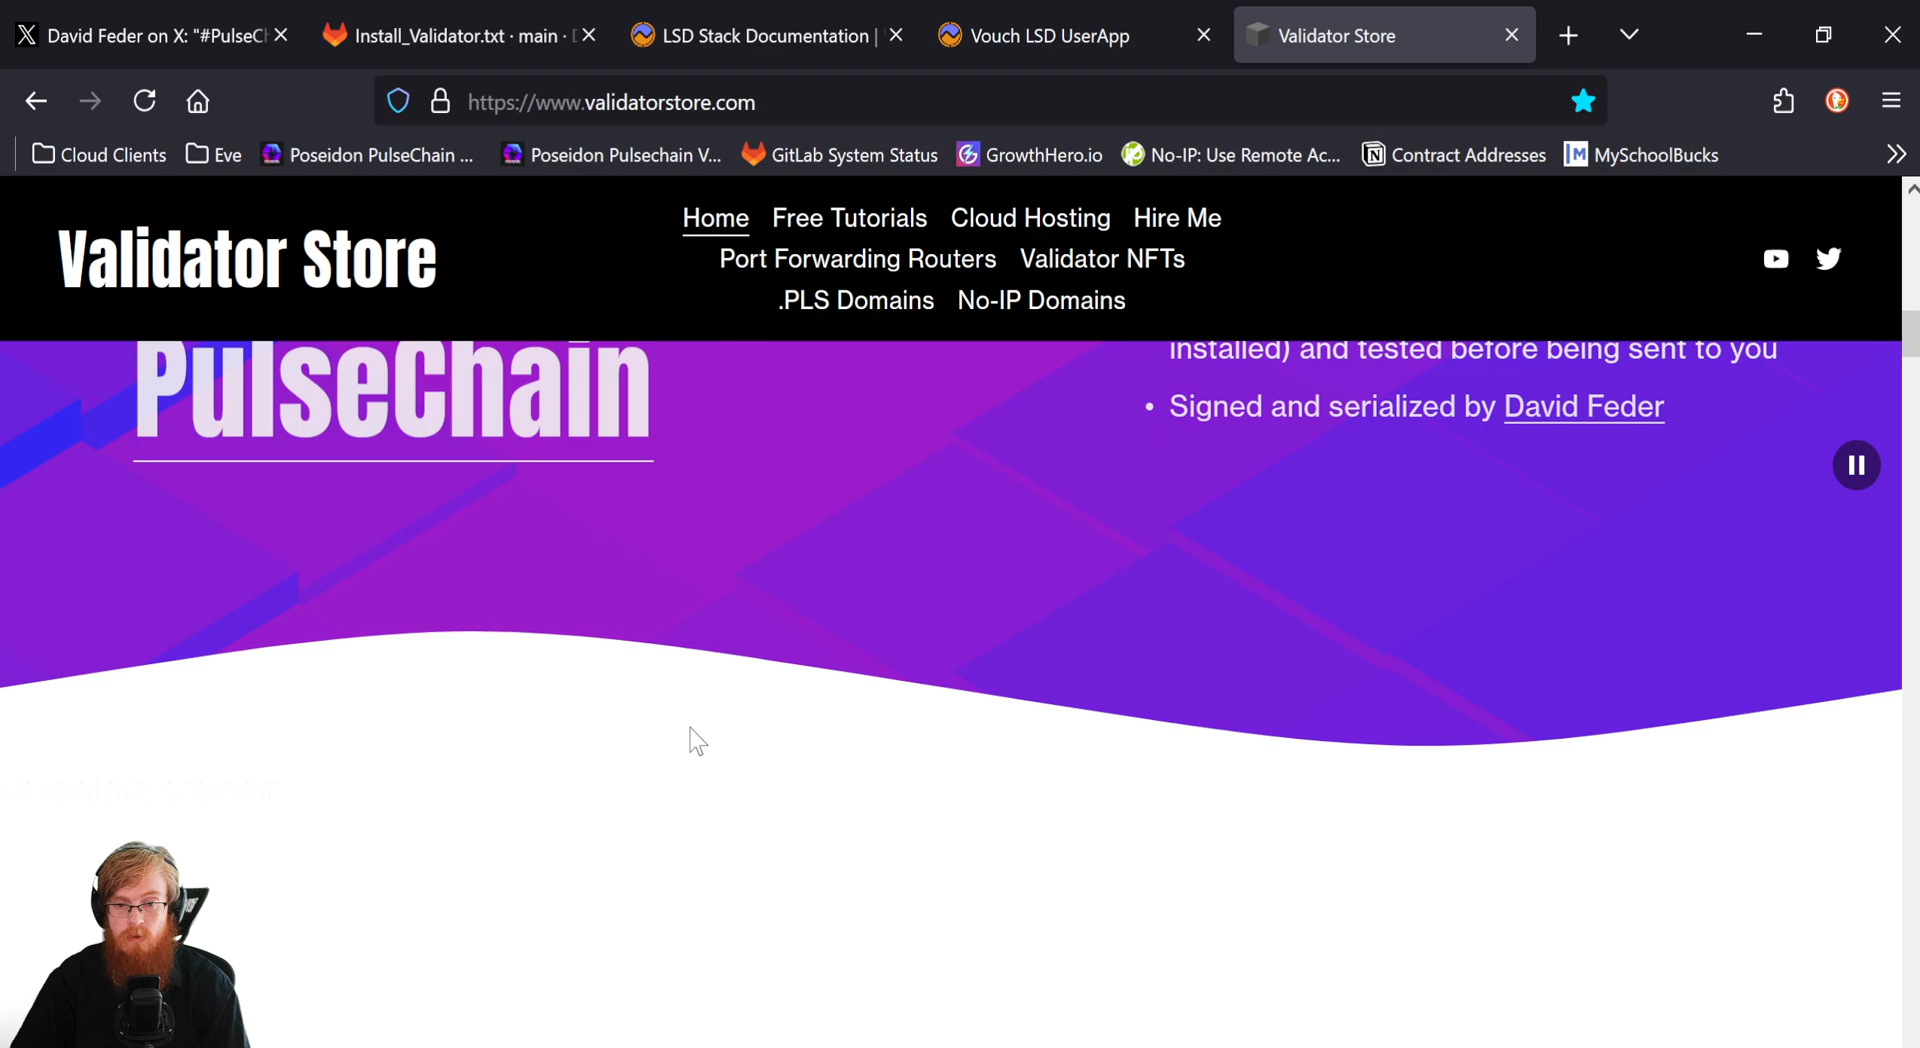 David Feder on X: "#PulseCh
Install_Validator.txt · main ·
LSD Stack Documentation |
Vouch LSD UserApp
Validator Store
https://www.validatorstore.com
Cloud Clients
Eve
Poseidon PulseChain ...
Poseidon Pulsechain V...
GitLab System Status
GrowthHero.io
No-IP: Use Remote Ac...
Contract Addresses
MySchoolBucks
Validator Store
Home Free Tutorials Cloud Hosting Hire Me
Port Forwarding Routers Validator NFTs
.PLS Domains No-IP Domains
PulseChain
installed) and tested before being sent to you
• Signed and serialized by David Feder